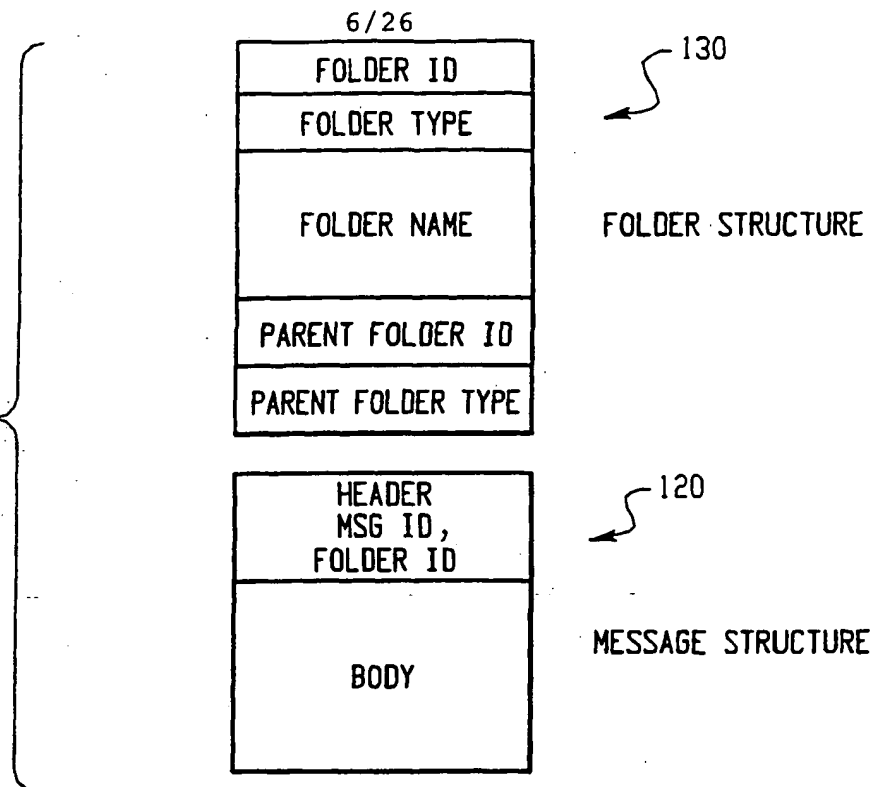 6/26
FOLDER ID
130
FOLDER TYPE
FOLDER NAME
FOLDER STRUCTURE
PARENT FOLDER ID
PARENT FOLDER TYPE
HEADER
MSG ID,
FOLDER ID
120
MESSAGE STRUCTURE
BODY